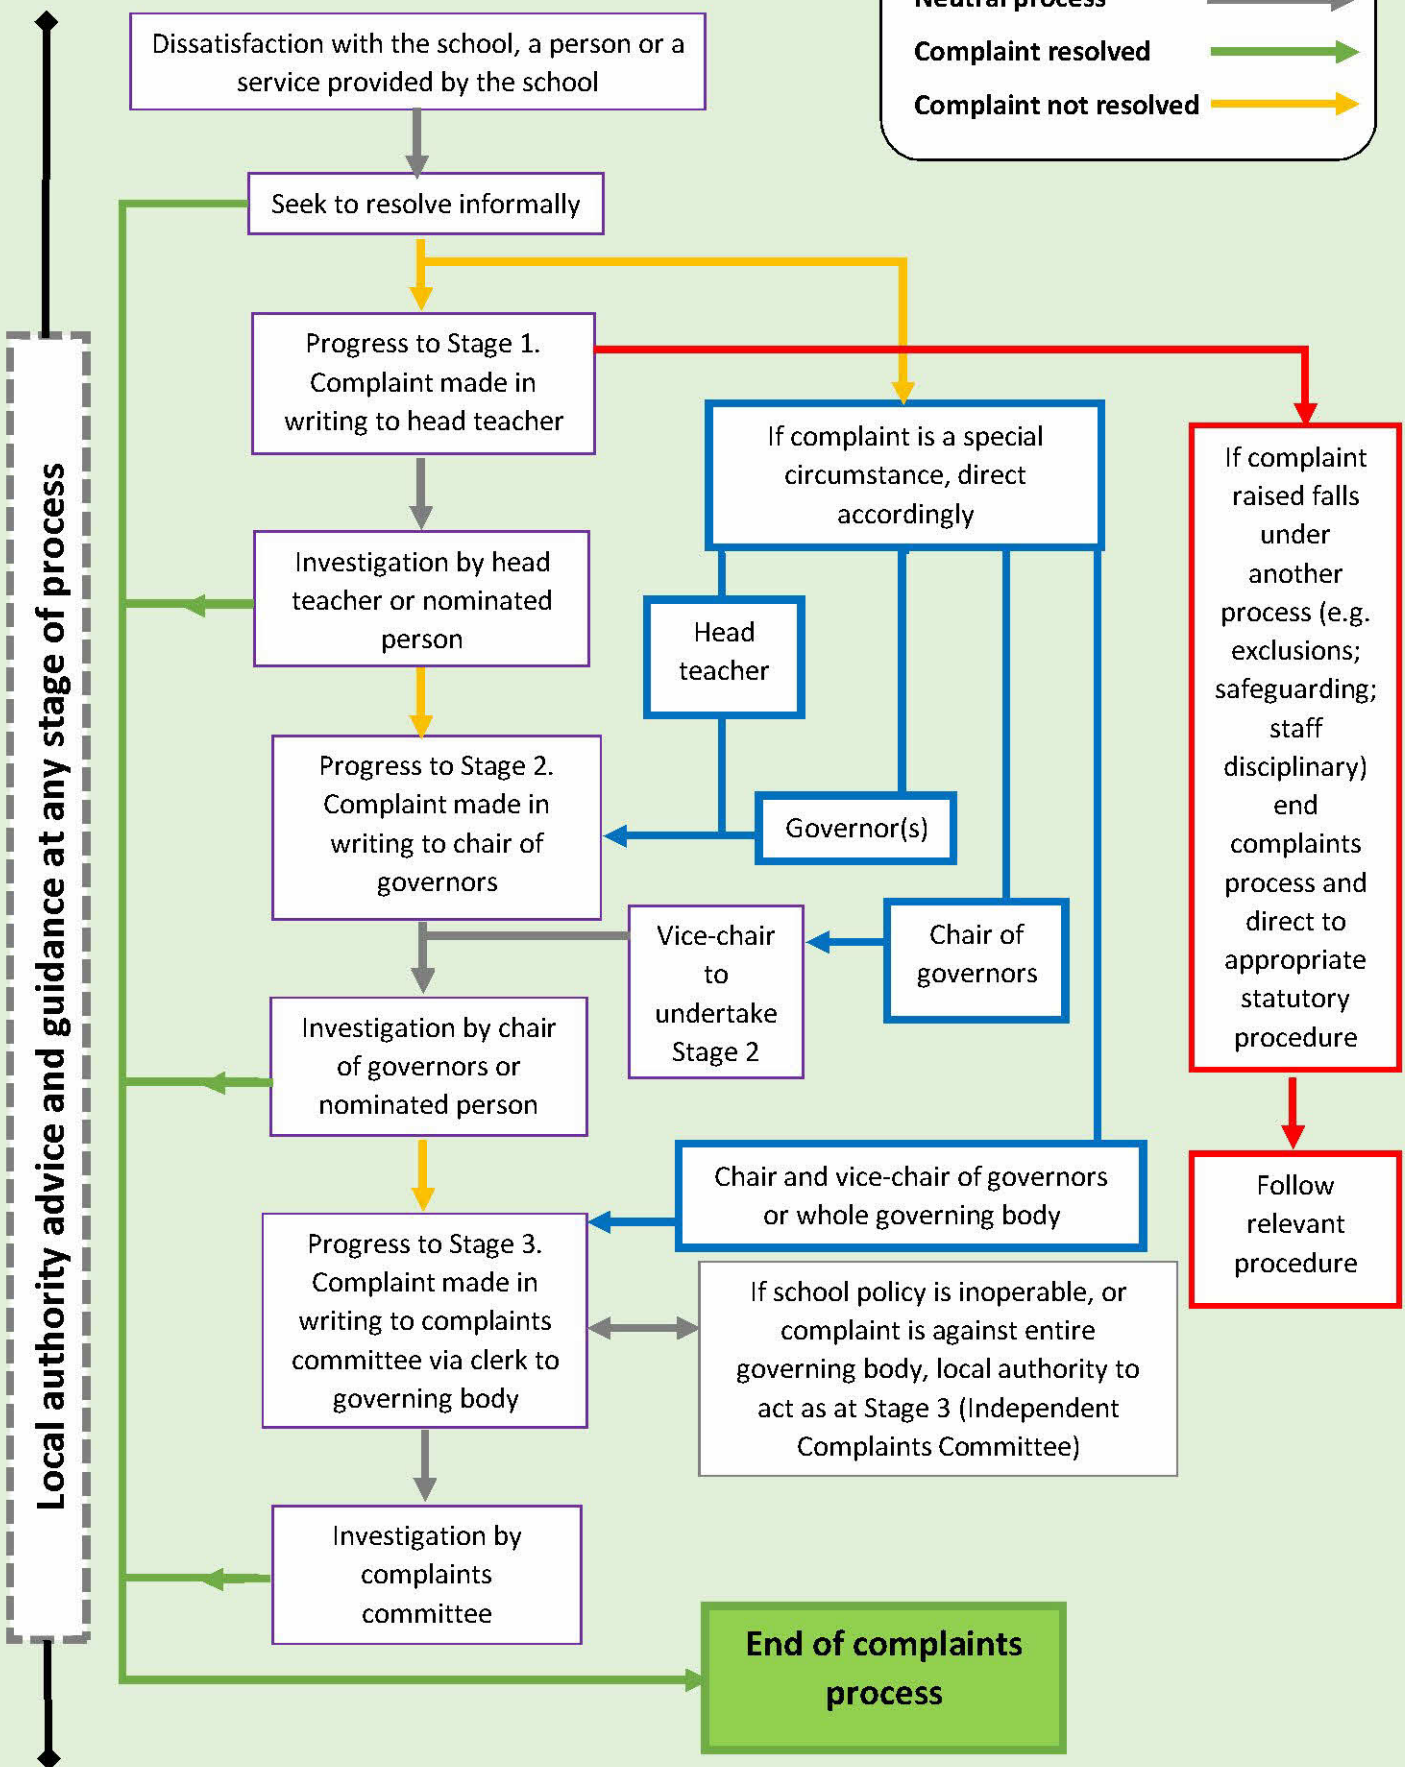 Neutral process
Complaint resolved
Complaint not resolved
Dissatisfaction with the school, a person or a
service provided by the school
Seek to resolve informally
Progress to Stage 1.
Complaint made in
writing to head teacher
If complaint is a special
circumstance, direct
accordingly
If complaint
raised falls
under
another
process (e.g.
exclusions;
safeguarding;
staff
disciplinary)
end
complaints
process and
direct to
appropriate
statutory
procedure
Investigation by head
teacher or nominated
person
Head
teacher
Progress to Stage 2.
Complaint made in
writing to chair of
governors
Governor(s)
Vice-chair
to
undertake
Stage 2
Chair of
governors
Investigation by chair
of governors or
nominated person
Chair and vice-chair of governors
or whole governing body
Follow
relevant
procedure
Progress to Stage 3.
Complaint made in
writing to complaints
committee via clerk to
governing body
If school policy is inoperable, or
complaint is against entire
governing body, local authority to
act as at Stage 3 (Independent
Complaints Committee)
Investigation by
complaints
committee
End of complaints
process
Local authority advice and guidance at any stage of process